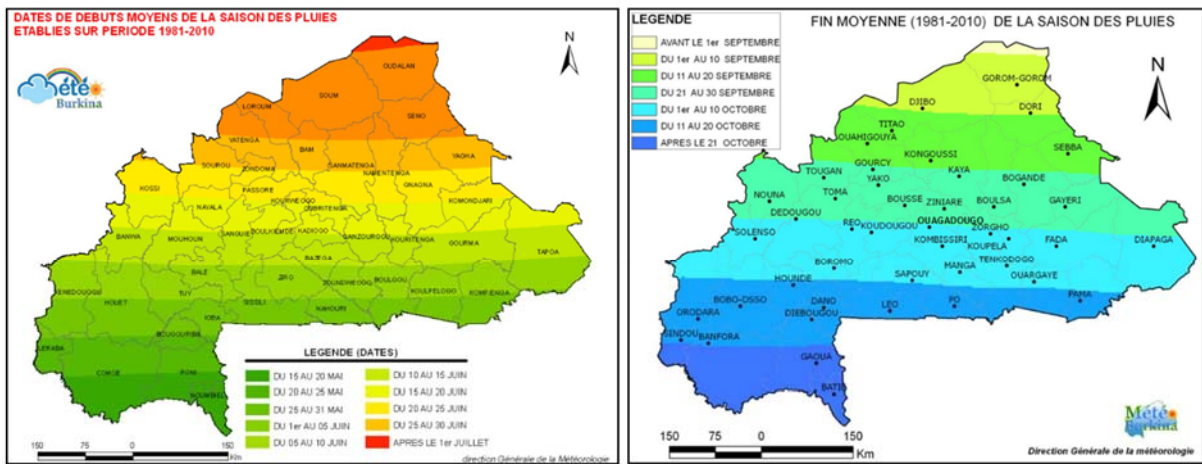 DATES DE DEBUTS MOYENS DE LA SAISON DES PLUIES
ETABLIES SUR PERIODE 1981-2010
Météo
Burkina
N
OUDALAN
SOUM
LOROUM
SENO
YATENGA
BAM
SANMATENGA
YAGHA
SOUROU
ZONDOMA
NAMENTENGA
KOSSI
PASSORE
GNAGNA
NAYALA
KOURWEOGO
OUBRITENGA
KOMONDJARI
BANWA
MOUHOUN
SANGUIE
BOULKIEMDE
KADIOGO
GANZOURGOU
KOURITENGA
GOURMA
TAPOA
BAZEGA
BALE
ZIRO
BOULGOU
KENEDOUGOU
HOUET
TUY
ZOUNDWEOGO
KOULPELOGO
KOMPIENGA
SISSILI
NAHOURI
IOBA
BOUGOURIBA
LERABA
COMOE
PONI
NOUMBIEL
LEGENDE (DATES)
DU 15 AU 20 MAI
DU 20 AU 25 MAI
DU 25 AU 31 MAI
DU 1er AU 05 JUIN
DU 05 AU 10 JUIN
DU 10 AU 15 JUIN
DU 15 AU 20 JUIN
DU 20 AU 25 JUIN
DU 25 AU 30 JUIN
APRES LE 1er JUILLET
150 75 0 150
Km
direction Générale de la Météorologie
LEGENDE
AVANT LE 1er SEPTEMBRE
DU 1er AU 10 SEPTEMBRE
DU 11 AU 20 SEPTEMBRE
DU 21 AU 30 SEPTEMBRE
DU 1er AU 10 OCTOBRE
DU 11 AU 20 OCTOBRE
APRES LE 21 OCTOBRE
FIN MOYENNE (1981-2010) DE LA SAISON DES PLUIES
N
GOROM-GOROM
DJIBO
DORI
TITAO
OUAHIGOUYA
KONGOUSSI
SEBBA
GOURCY
TOUGAN
YAKO
KAYA
BOGANDE
NOUNA
TOMA
BOUSSE
ZINIARE
BOULSA
GAYERI
DEDOUGOU
OUAGADOUGO
SOLENSO
REO
KOUDOUGOU
ZORGHO
KOMBISSIRI
KOUPELA
FADA
DIAPAGA
BOROMO
MANGA
TENKODOGO
SAPOUY
OUARGAYE
HOUNDE
BOBO-DSSO
DANO
LEO
PO
PAMA
ORODARA
DIEBOUGOU
SINDOU
BANFORA
GAOUA
BATIE
150 75 0 150
Km
Météo
Burkina
Direction Générale de la météorologie